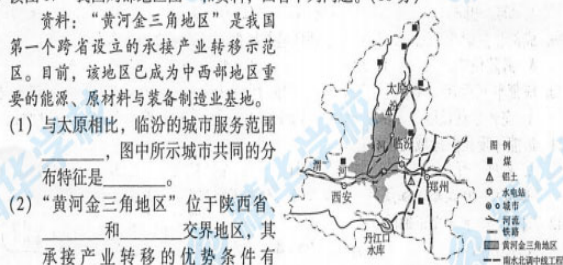 资料：“黄河金三角地区”是我国
第一个跨省设立的承接产业转移示范
区。目前，该地区已成为中西部地区重
要的能源、原材料与装备制造业基地。
(1) 与太原相比，临汾的城市服务范围
________，图中所示城市共同的分
布特征是________。
(2) “黄河金三角地区”位于陕西省、
________和________交界地区，其
承接产业转移的优势条件有
太原
汾
河
临汾
渭
河
西安
郑州
丹江口
水库
图例
煤
铝土
水电站
城市
河流
铁路
黄河金三角地区
南水北调中线工程